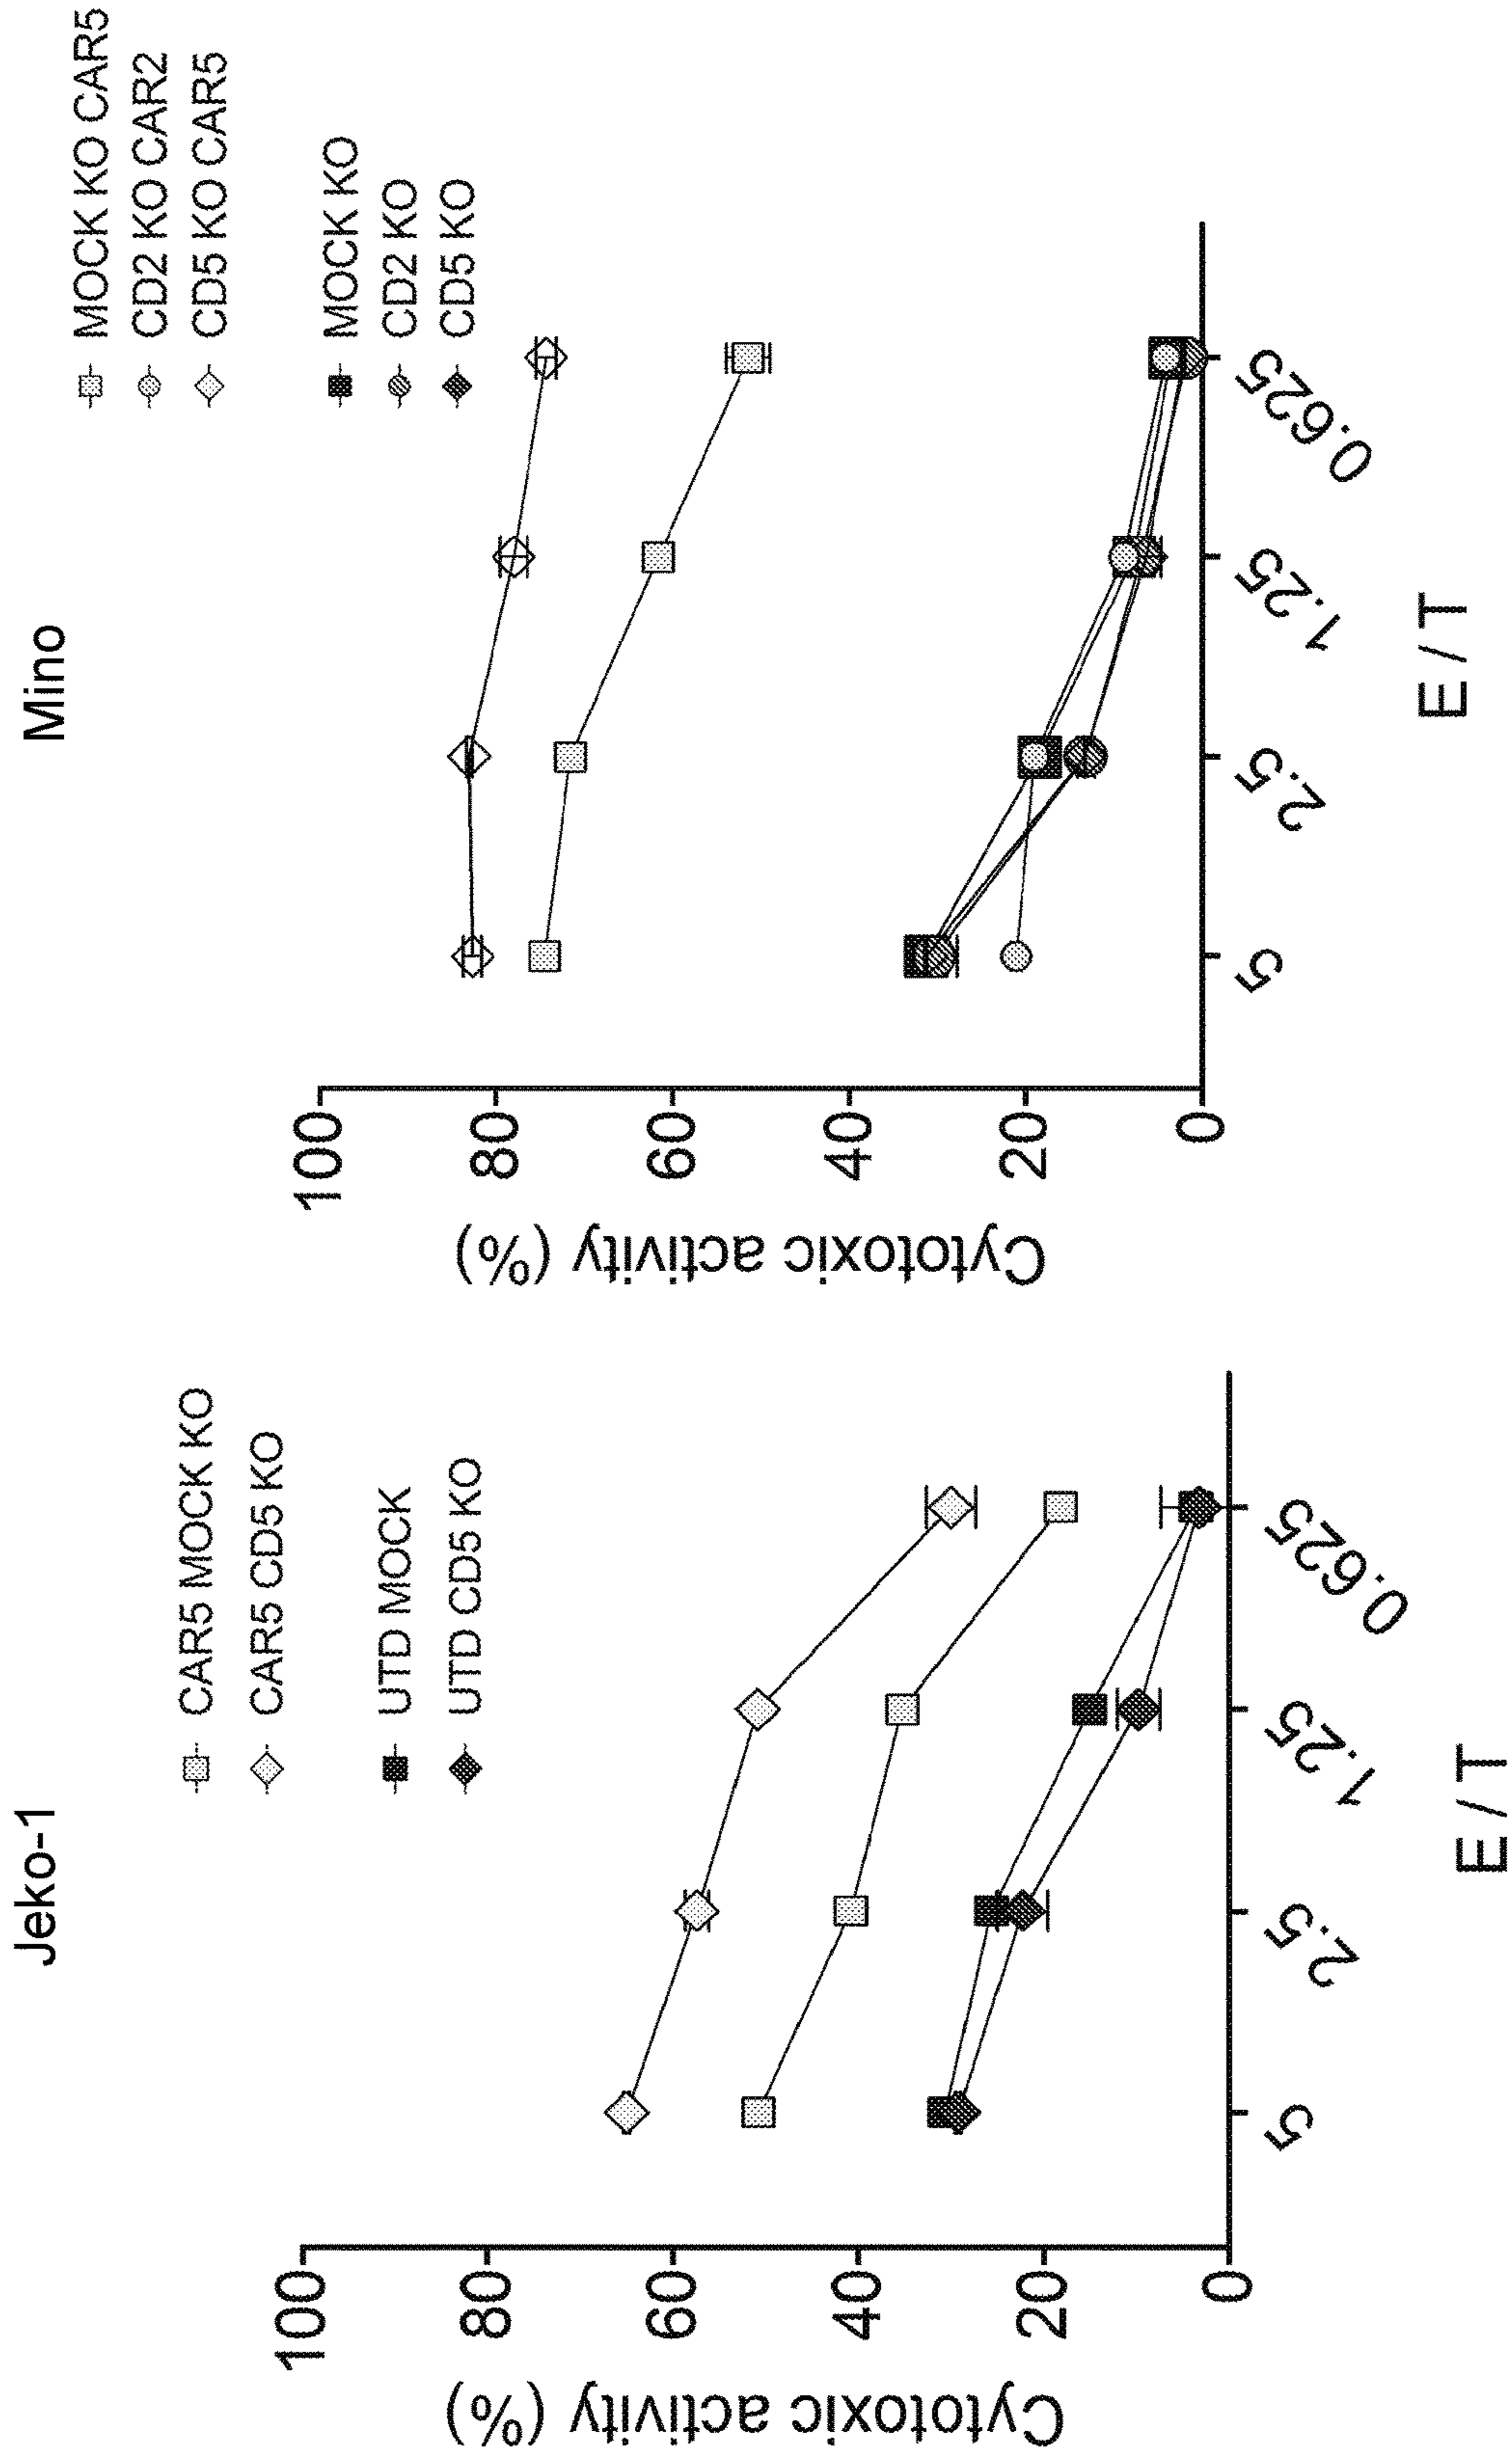 Jeko-1
CAR5 MOCK KO
CAR5 CD5 KO
UTD MOCK
UTD CD5 KO
Cytotoxic activity (%)
100
80
60
40
20
0
5
2.5
1.25
0.625
E / T
Mino
MOCK KO CAR5
CD2 KO CAR2
CD5 KO CAR5
MOCK KO
CD2 KO
CD5 KO
Cytotoxic activity (%)
100
80
60
40
20
0
5
2.5
1.25
0.625
E / T